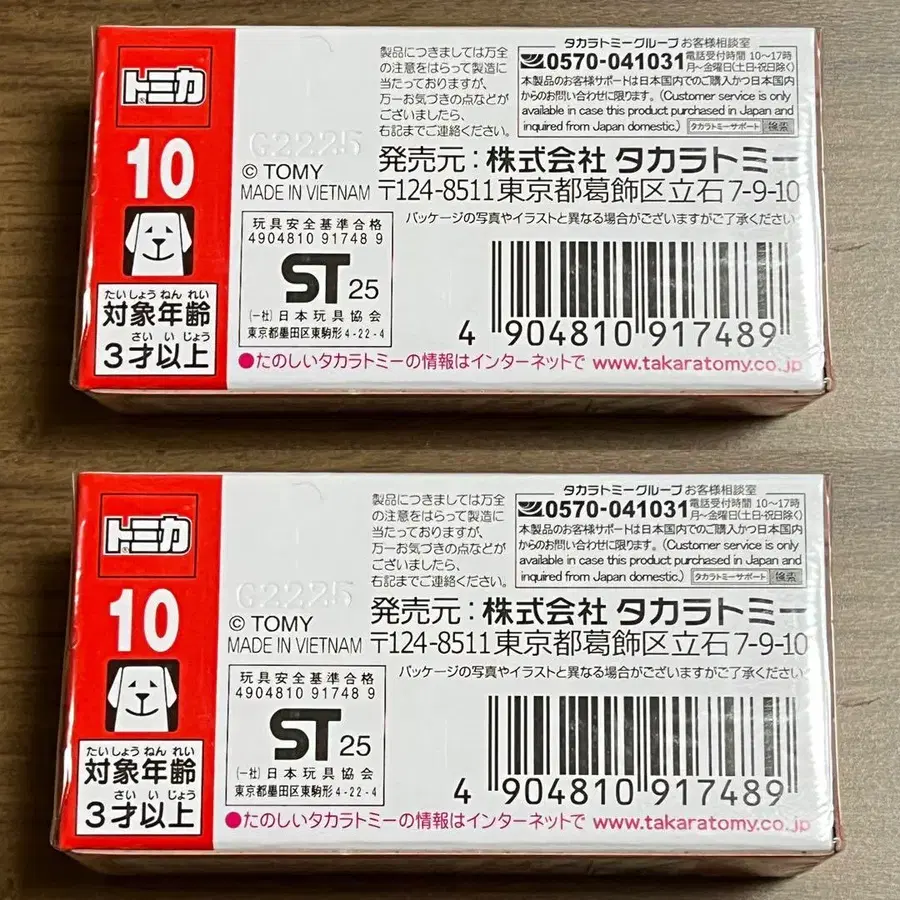 トミカ
10
たいしょうねんれい
対象年齢
さいいじょう
3才以上
G2225
© TOMY
MADE IN VIETNAM
製品につきましては万全
の注意をはらって製造に
当たっておりますが、
万一お気づきの点などが
ございましたら、
右記までご連絡ください。
タカラトミーグループ お客様相談室
0570-041031 電話受付時間 10〜17時
月〜金曜日(土日・祝日除く)
本製品のお客様サポートは日本国内でのご購入かつ日本国内
からのお問い合わせに限ります。(Customer service is only
available in case this product purchased in Japan and
inquired from Japan domestic.) タカラトミーサポート 検索
発売元:株式会社 タカラトミー
〒124-8511 東京都葛飾区立石7-9-10
パッケージの写真やイラストと異なる場合がございますがご了承ください
玩具安全基準合格
4904810 91748 9
ST 25
(一社)日本玩具協会
東京都墨田区東駒形4-22-4
4 904810 917489
●たのしいタカラトミーの情報はインターネットで www.takaratomy.co.jp
トミカ
10
たいしょうねんれい
対象年齢
さいいじょう
3才以上
G2225
© TOMY
MADE IN VIETNAM
製品につきましては万全
の注意をはらって製造に
当たっておりますが、
万一お気づきの点などが
ございましたら、
右記までご連絡ください。
タカラトミーグループ お客様相談室
0570-041031 電話受付時間 10〜17時
月〜金曜日(土日・祝日除く)
本製品のお客様サポートは日本国内でのご購入かつ日本国内
からのお問い合わせに限ります。(Customer service is only
available in case this product purchased in Japan and
inquired from Japan domestic.) タカラトミーサポート 検索
発売元:株式会社 タカラトミー
〒124-8511 東京都葛飾区立石7-9-10
パッケージの写真やイラストと異なる場合がございますがご了承ください。
玩具安全基準合格
4904810 91748 9
ST 25
(一社)日本玩具協会
東京都墨田区東駒形4-22-4
4 904810 917489
●たのしいタカラトミーの情報はインターネットで www.takaratomy.co.jp